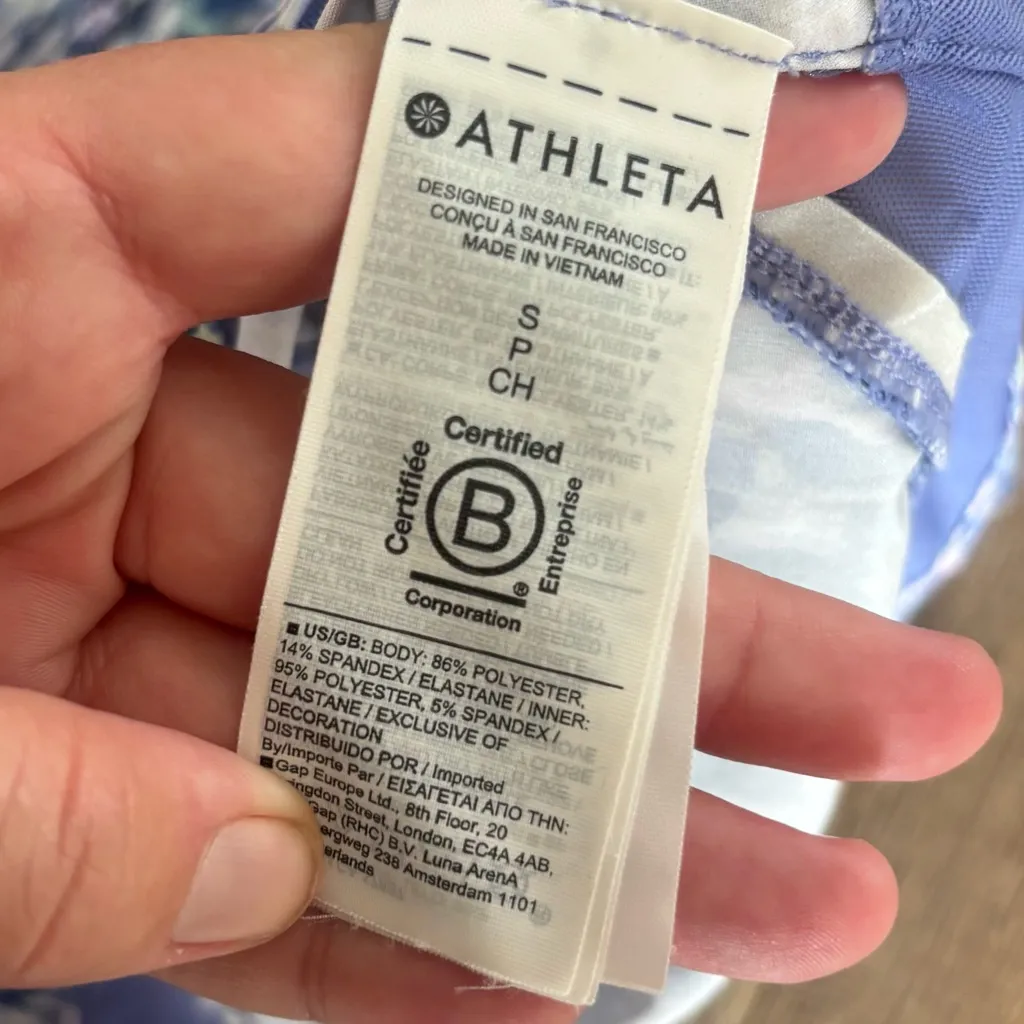 ATHLETA
DESIGNED IN SAN FRANCISCO
CONÇU À SAN FRANCISCO
MADE IN VIETNAM
S
P
CH
Certified
Certifiée
B
Entreprise
®
Corporation
■ US/GB: BODY: 86% POLYESTER,
14% SPANDEX / ELASTANE / INNER:
95% POLYESTER, 5% SPANDEX /
ELASTANE / EXCLUSIVE OF
DECORATION
DISTRIBUIDO POR / Imported
By/Importe Par / ΕΙΣΑΓΕΤΑΙ ΑΠΟ ΤΗΝ:
■ Gap Europe Ltd., 8th Floor, 20
Street, London, EC4A 4AB,
Gap (RHC) B.V. Luna ArenA
238 Amsterdam 1101